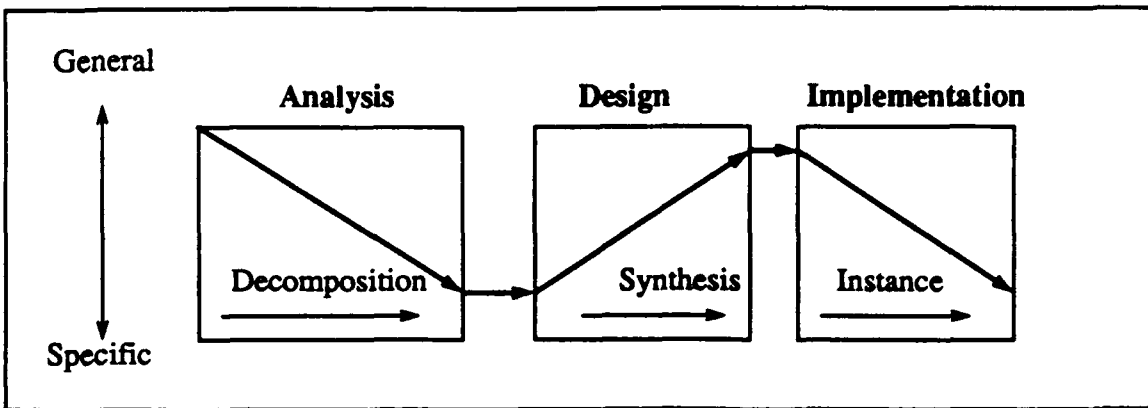 General
Analysis
Design
Implementation
Decomposition
Synthesis
Instance
Specific